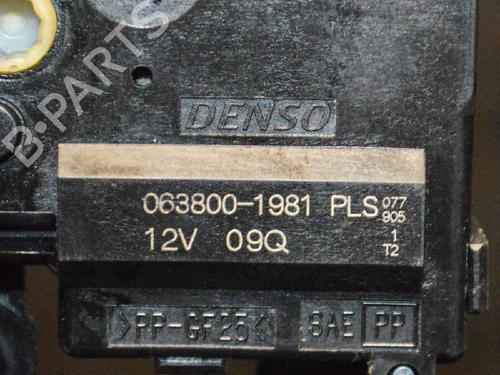 B·PARTS
DENSO
063800-1981 PLS 077
905
12V 09Q 1
T2
>PP-GF25< SAE PP